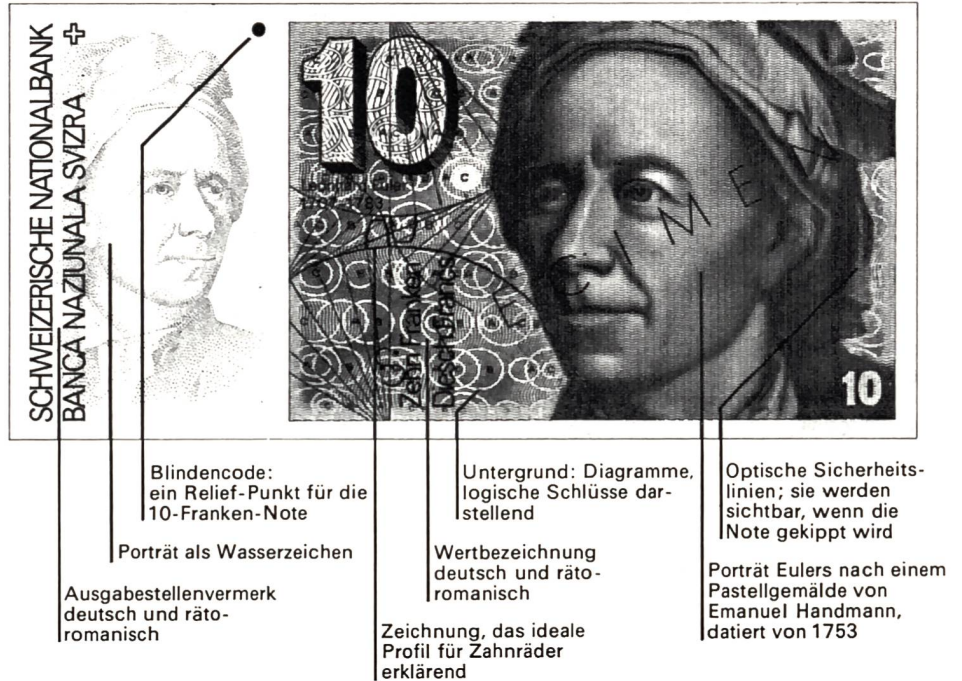 SCHWEIZERISCHE NATIONALBANK
BANCA NAZIUNALA SVIZRA
10
Leonhard Euler
1707-1783
Zehn Franken
Diesch Francs
SPECIMEN
10
Blindencode:
ein Relief-Punkt für die
10-Franken-Note
Porträt als Wasserzeichen
Ausgabestellenvermerk
deutsch und räto-
romanisch
Untergrund: Diagramme,
logische Schlüsse dar-
stellend
Wertbezeichnung
deutsch und räto-
romanisch
Zeichnung, das ideale
Profil für Zahnräder
erklärend
Optische Sicherheits-
linien; sie werden
sichtbar, wenn die
Note gekippt wird
Porträt Eulers nach einem
Pastellgemälde von
Emanuel Handmann,
datiert von 1753